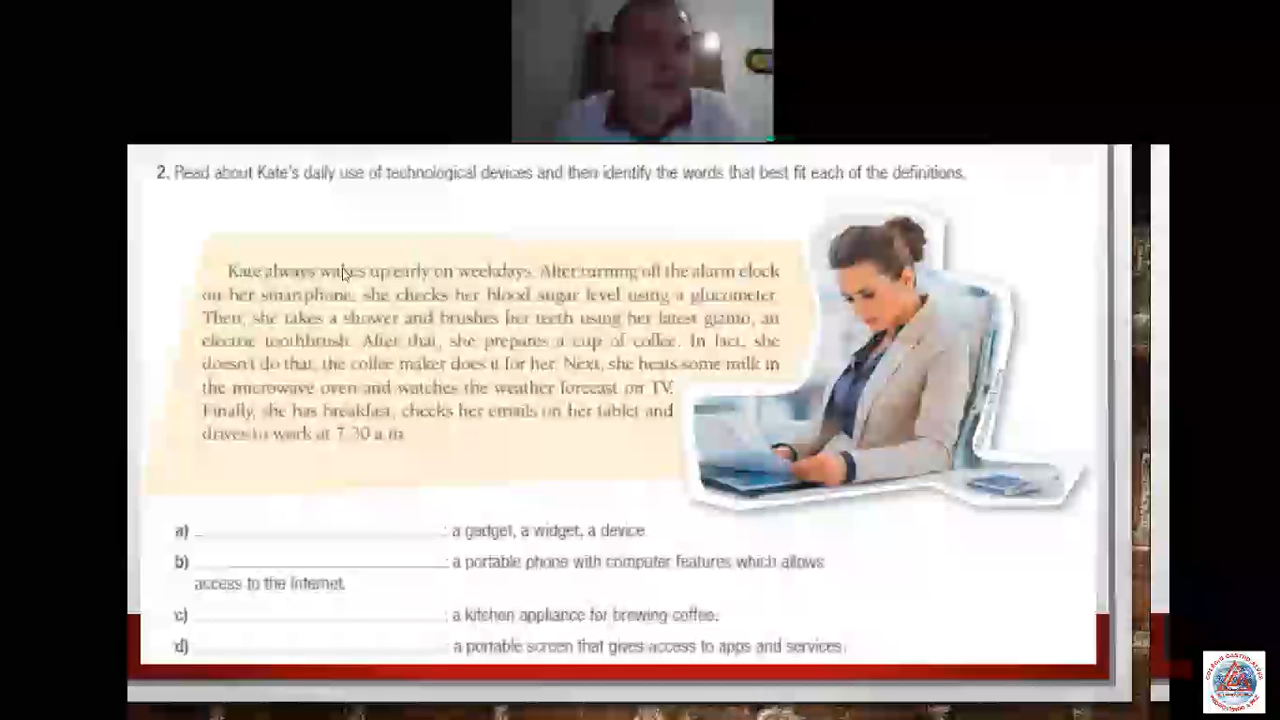 2. Read about Kate's daily use of technological devices and then identify the words that best fit each of the definitions.
Kate always wakes up early on weekdays. After turning off the alarm clock
on her smartphone, she checks her blood sugar level using a glucometer.
Then, she takes a shower and brushes her teeth using her latest gizmo, an
electric toothbrush. After that, she prepares a cup of coffee. In fact, she
doesn't do that, the coffee maker does it for her. Next, she heats some milk in
the microwave oven and watches the weather forecast on TV.
Finally, she has breakfast, checks her emails on her tablet and
drives to work at 7:30 a.m.
a) : a gadget, a widget, a device
b) : a portable phone with computer features which allows
access to the Internet.
c) : a kitchen appliance for brewing coffee.
d) : a portable screen that gives access to apps and services.
COLÉGIO CASTRO ALVES